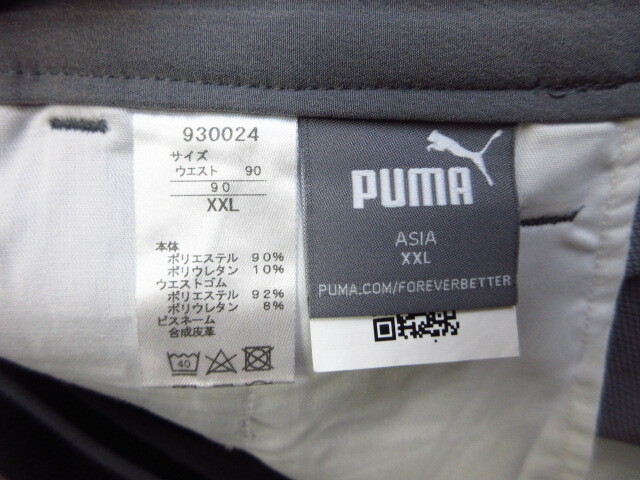 930024
サイズ
ウエスト 90
90
XXL
本体
ポリエステル 90%
ポリウレタン 10%
ウエストゴム
ポリエステル 92%
ポリウレタン 8%
ピスネーム
合成皮革
40
PUMA
ASIA
XXL
PUMA.COM/FOREVERBETTER